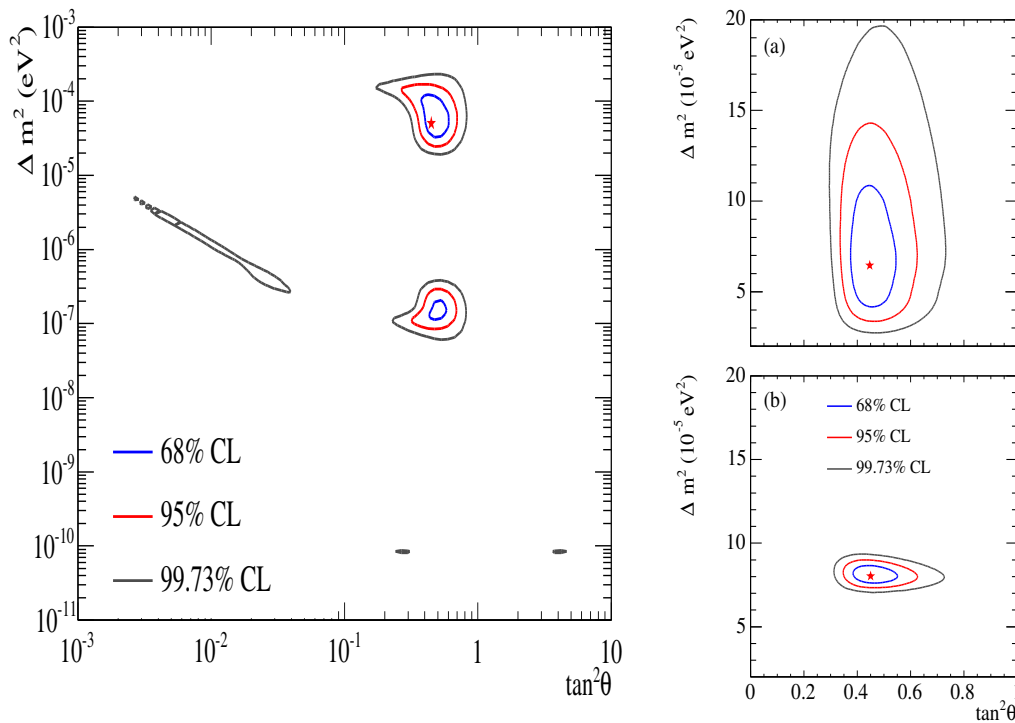 Δ m² (eV²)
10⁻³
10⁻⁴
10⁻⁵
10⁻⁶
10⁻⁷
10⁻⁸
10⁻⁹
10⁻¹⁰
10⁻¹¹
68% CL
95% CL
99.73% CL
10⁻³ 10⁻² 10⁻¹ 1 10
tan²θ
(a)
Δ m² (10⁻⁵ eV²)
20
15
10
5
(b)
Δ m² (10⁻⁵ eV²)
20
15
10
5
68% CL
95% CL
99.73% CL
0 0.2 0.4 0.6 0.8 1
tan²θ